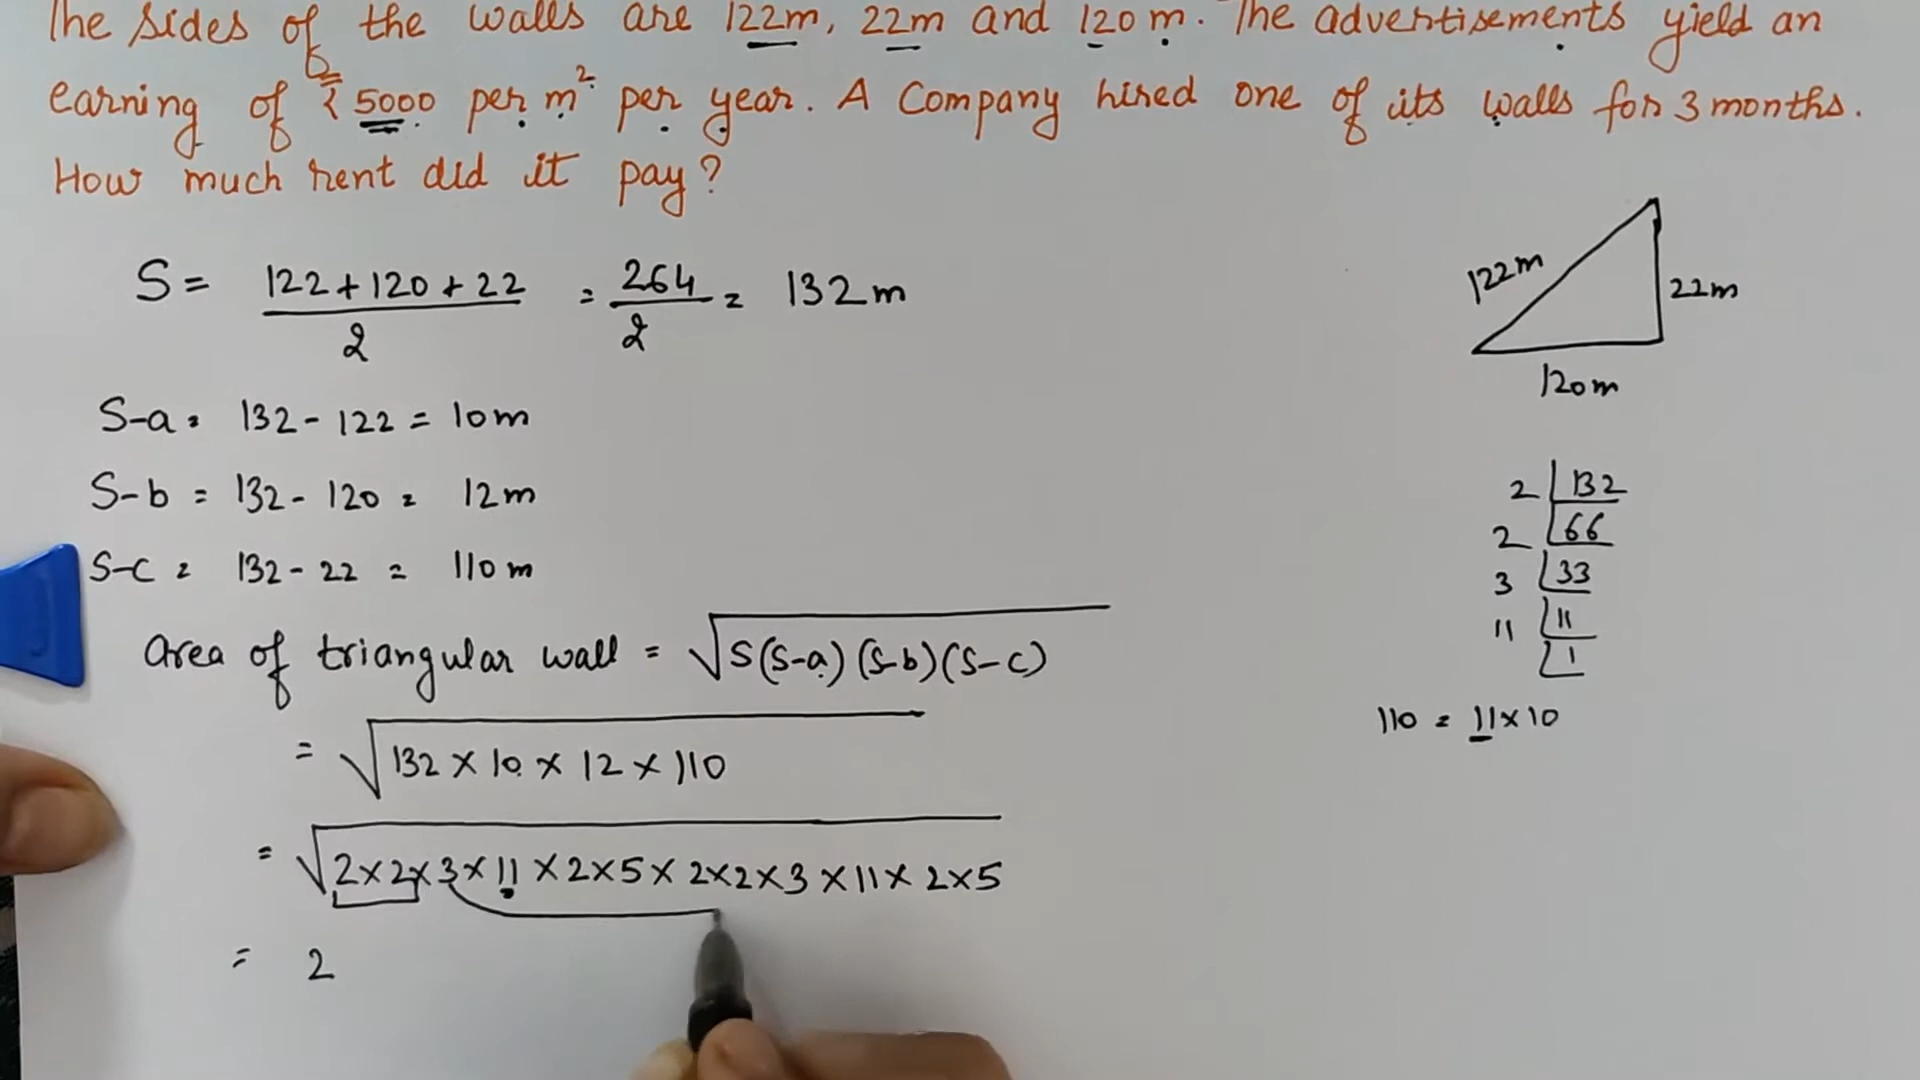 The sides of the walls are 122m, 22m and 120m. The advertisements yield an
earning of ₹5000 per m² per year. A Company hired one of its walls for 3 months.
How much rent did it pay?
S = (122+120+22)/2 = 264/2 = 132m
122m
22m
120m
S-a = 132-122 = 10m
S-b = 132-120 = 12m
S-c = 132-22 = 110m
2 | 132
2 | 66
3 | 33
11 | 11
1
area of triangular wall = √S(S-a)(S-b)(S-c)
110 = 11×10
= √132×10×12×110
= √2×2×3×11×2×5×2×2×3×11×2×5
= 2